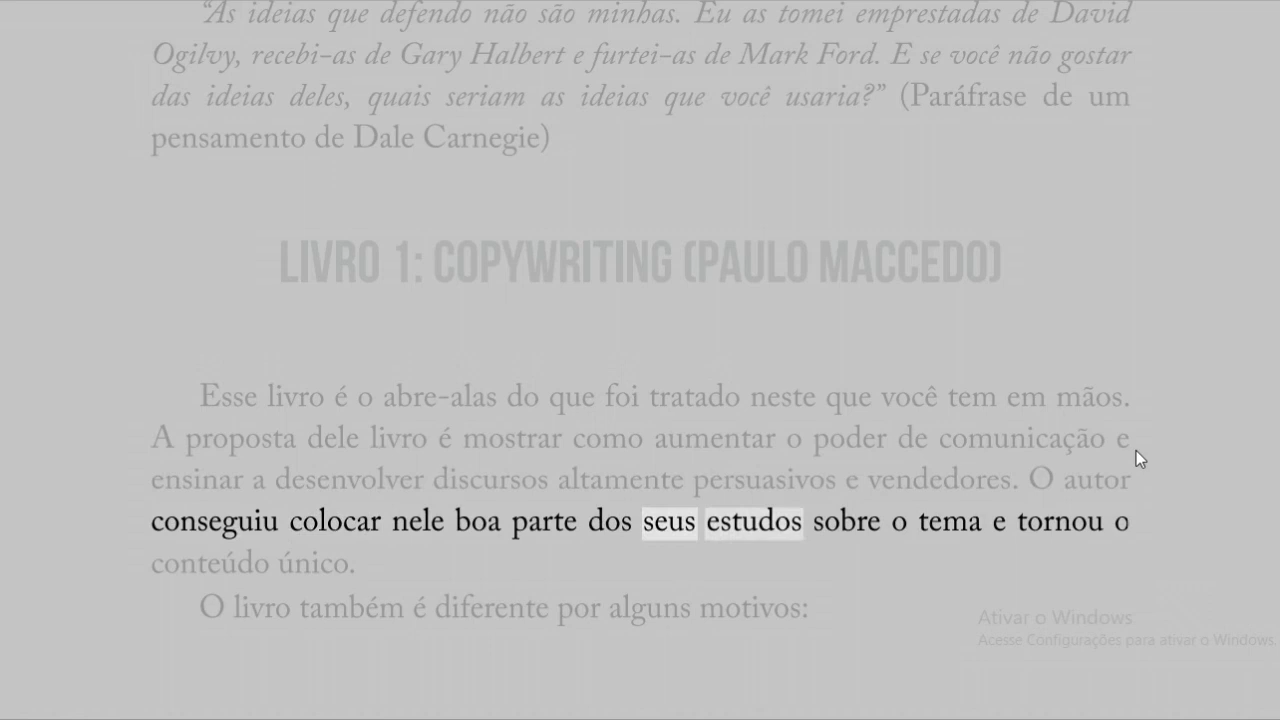 “As ideias que defendo não são minhas. Eu as tomei emprestadas de David
Ogilvy, recebi-as de Gary Halbert e furtei-as de Mark Ford. E se você não gostar
das ideias deles, quais seriam as ideias que você usaria?” (Paráfrase de um
pensamento de Dale Carnegie)
LIVRO 1: COPYWRITING (PAULO MACCEDO)
Esse livro é o abre-alas do que foi tratado neste que você tem em mãos.
A proposta dele livro é mostrar como aumentar o poder de comunicação e
ensinar a desenvolver discursos altamente persuasivos e vendedores. O autor
conseguiu colocar nele boa parte dos seus estudos sobre o tema e tornou o
conteúdo único.
O livro também é diferente por alguns motivos:
Ativar o Windows
Acesse Configurações para ativar o Windows.